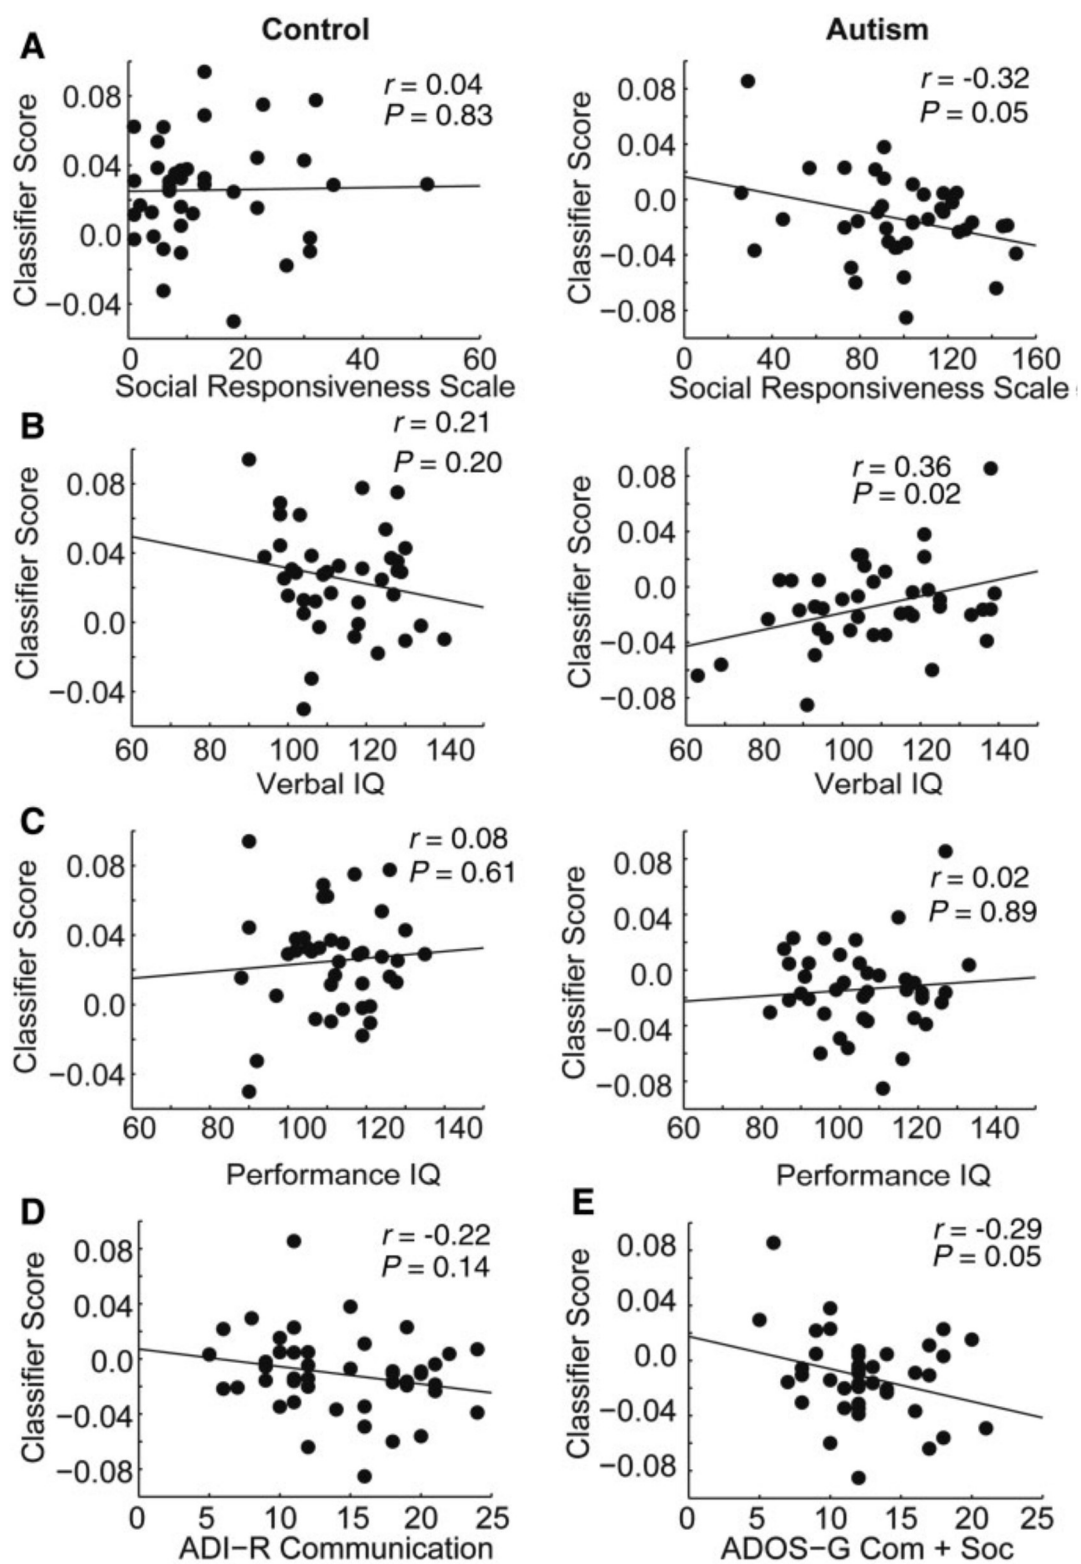 Control
Autism
A
Classifier Score
0.08
0.04
0.0
−0.04
r = 0.04
P = 0.83
0 20 40 60
Social Responsiveness Scale
Classifier Score
0.08
0.04
0.0
−0.04
−0.08
r = -0.32
P = 0.05
0 40 80 120 160
Social Responsiveness Scale
B
Classifier Score
0.08
0.04
0.0
−0.04
r = 0.21
P = 0.20
60 80 100 120 140
Verbal IQ
Classifier Score
0.08
0.04
0.0
−0.04
−0.08
r = 0.36
P = 0.02
60 80 100 120 140
Verbal IQ
C
Classifier Score
0.08
0.04
0.0
−0.04
r = 0.08
P = 0.61
60 80 100 120 140
Performance IQ
Classifier Score
0.08
0.04
0.0
−0.04
−0.08
r = 0.02
P = 0.89
60 80 100 120 140
Performance IQ
D
Classifier Score
0.08
0.04
0.0
−0.04
−0.08
r = -0.22
P = 0.14
0 5 10 15 20 25
ADI−R Communication
E
Classifier Score
0.08
0.04
0.0
−0.04
−0.08
r = -0.29
P = 0.05
0 5 10 15 20 25
ADOS−G Com + Soc